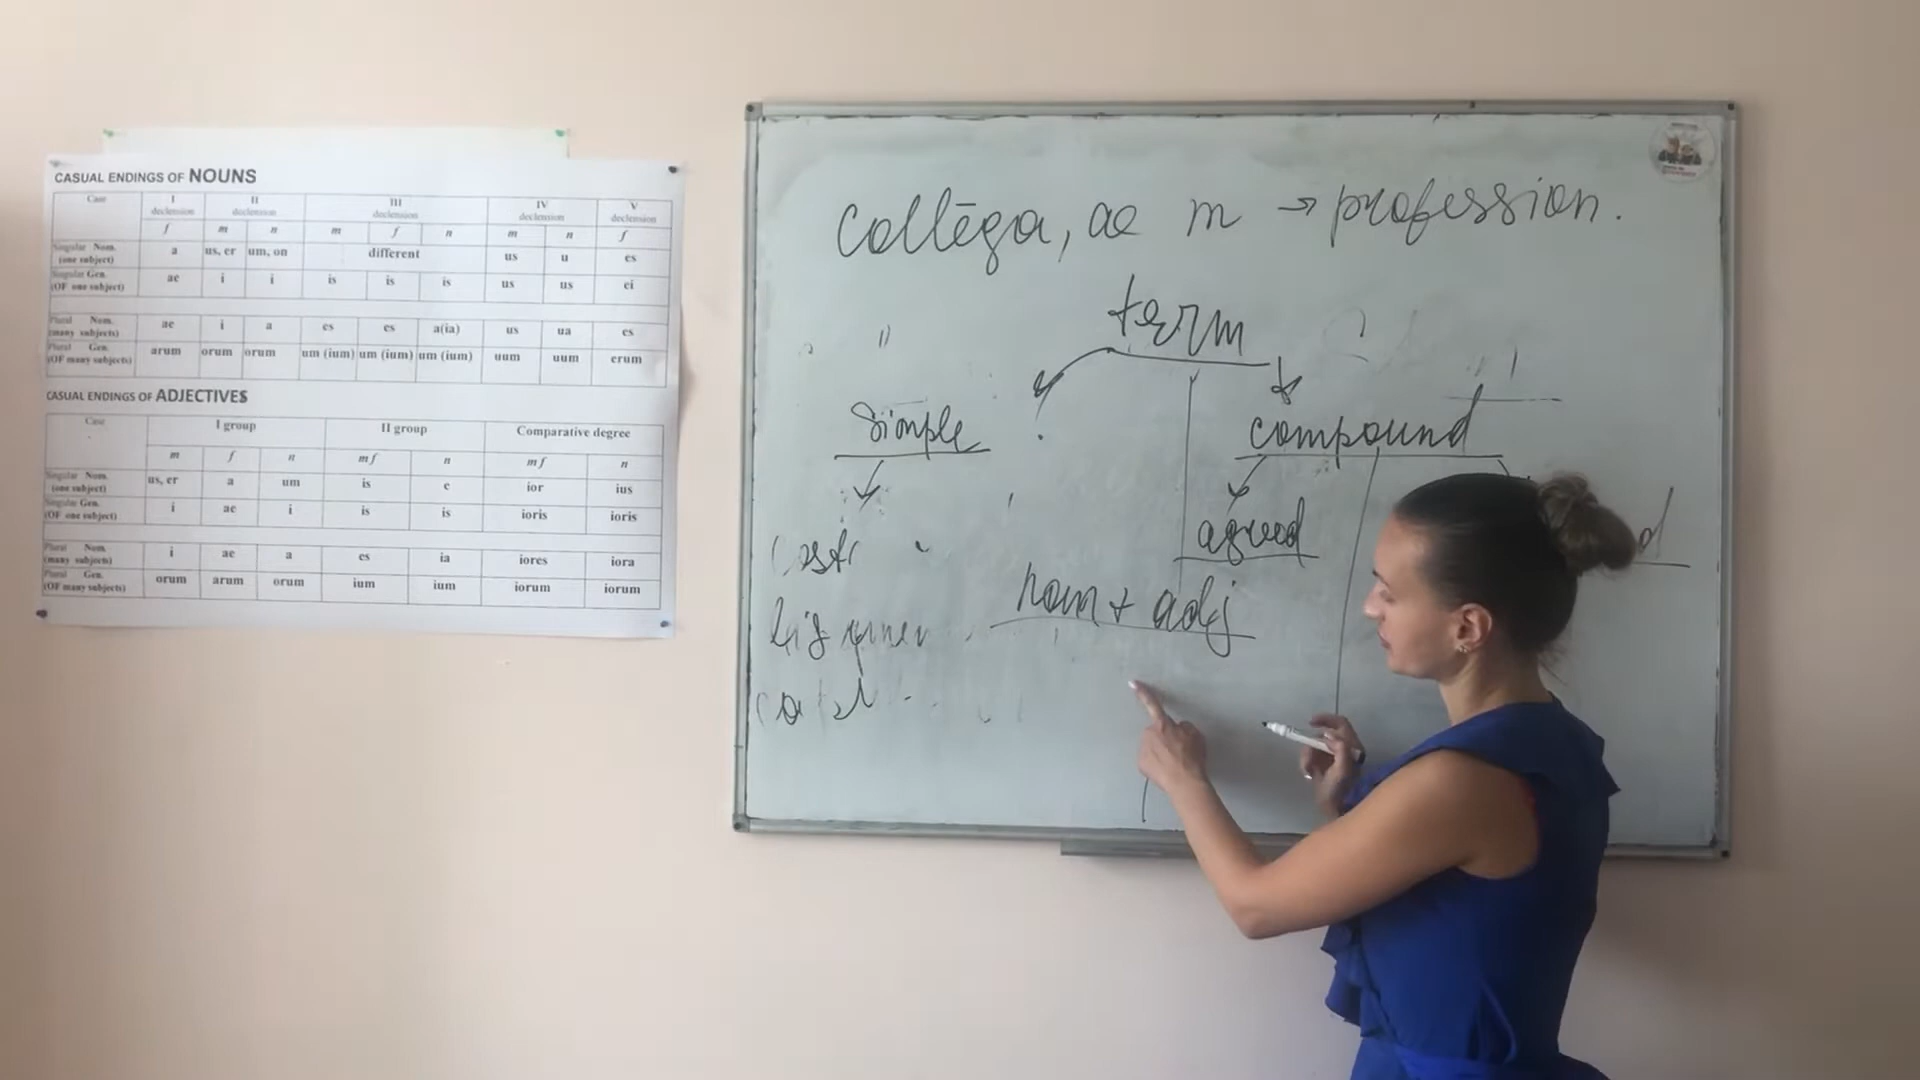 CASUAL ENDINGS OF NOUNS
Case I declension II declension III declension IV declension V declension
f m n m f n m n f
Singular Nom. (one subject) a us, er um, on different us u es
Singular Gen. (OF one subject) ae i i is is is us us ei
Plural Nom. (many subjects) ae i a es es a(ia) us ua es
Plural Gen. (OF many subjects) arum orum orum um (ium) um (ium) um (ium) uum uum erum
CASUAL ENDINGS OF ADJECTIVES
Case I group II group Comparative degree
m f n m f n m f n
Singular Nom. (one subject) us, er a um is e ior ius
Singular Gen. (OF one subject) i ae i is is ioris ioris
Plural Nom. (many subjects) i ae a es ia iores iora
Plural Gen. (OF many subjects) orum arum orum ium ium iorum iorum
collēga, ae m → profession.
term
simple compound
agreed
noun + adj